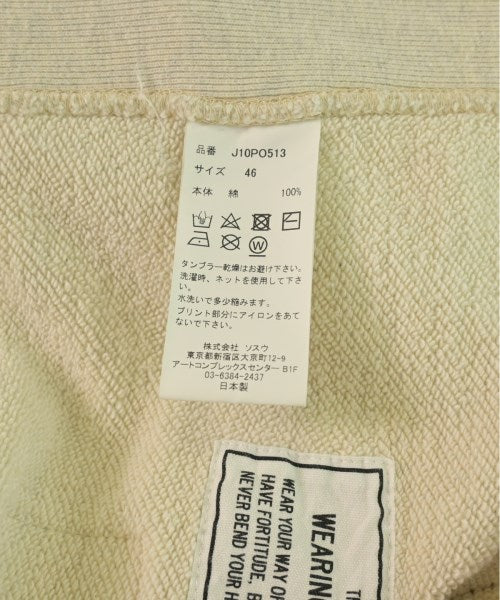 品番 J10PO513
サイズ 46
本体 綿 100%
タンブラー乾燥はお避け下さい。
洗濯時、ネットを使用して下さ
い。
水洗いで多少縮みます。
プリント部分にアイロンをあて
ないで下さい。
株式会社 ソスウ
東京都新宿区大京町12-9
アートコンプレックスセンター B1F
03-6384-2437
日本製
WEARING
WEAR YOUR WAY OF
HAVE FORTITUDE, B
NEVER BEND YOUR H